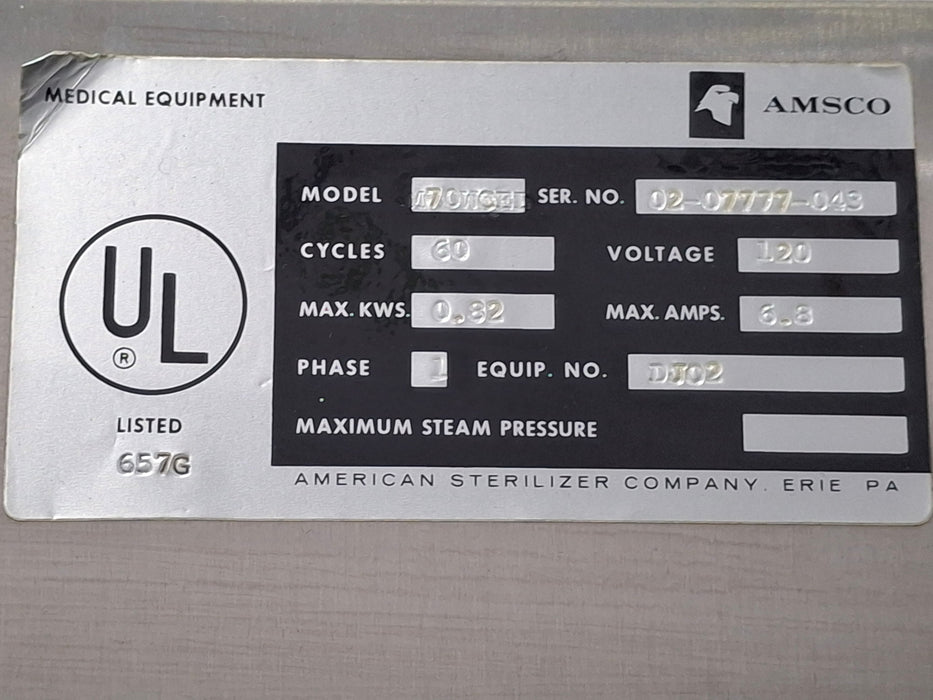 MEDICAL EQUIPMENT
AMSCO
MODEL SER. NO. 02-07777-043
CYCLES 60 VOLTAGE 120
MAX. KWS. 0.82 MAX. AMPS. 6.8
PHASE 1 EQUIP. NO. DJ02
MAXIMUM STEAM PRESSURE
UL
®
LISTED
657G
AMERICAN STERILIZER COMPANY. ERIE PA